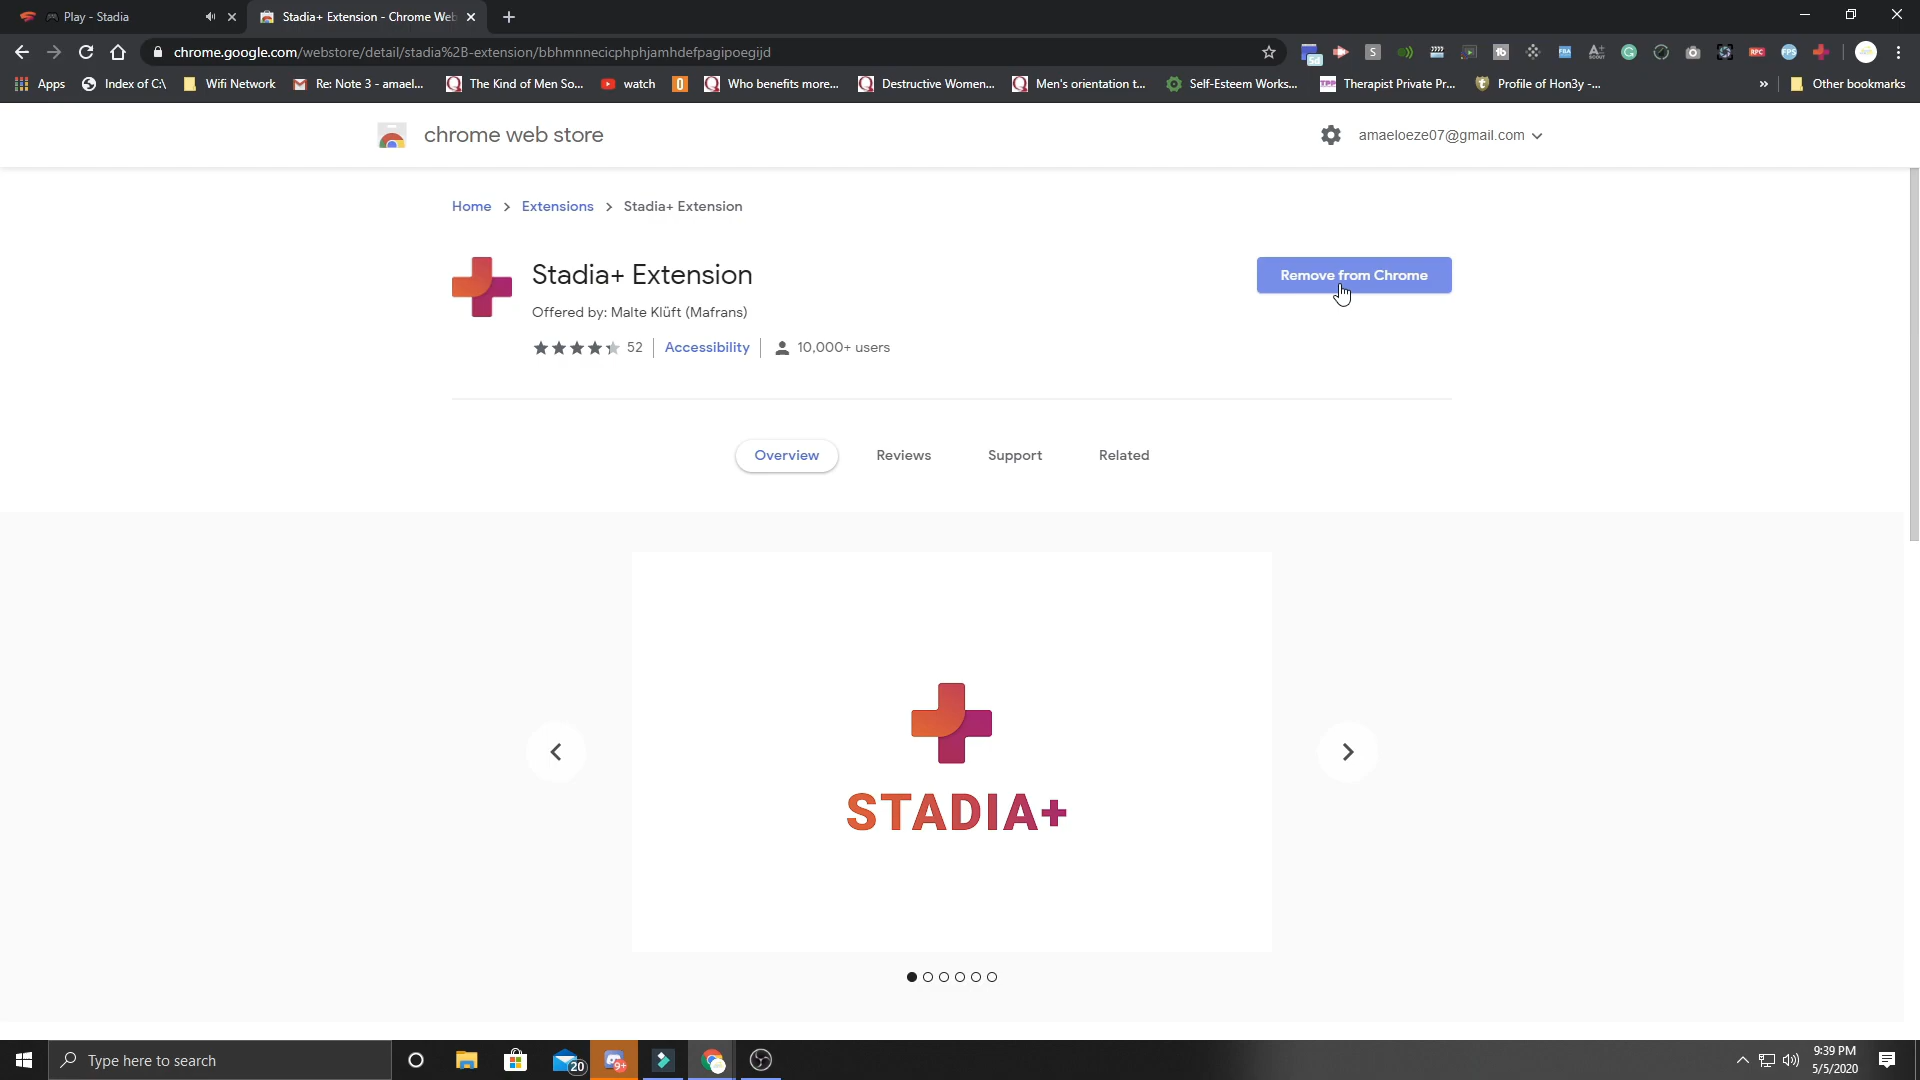 Play - Stadia
Stadia+ Extension - Chrome Web
chrome.google.com/webstore/detail/stadia%2B-extension/bbhmnnecicphphjamhdefpagipoegijd
Apps
Index of C:\
Wifi Network
Re: Note 3 - amael...
The Kind of Men So...
watch
Who benefits more...
Destructive Women...
Men's orientation t...
Self-Esteem Works...
Therapist Private Pr...
Profile of Hon3y -...
»
Other bookmarks
chrome web store
amaeloeze07@gmail.com
Home > Extensions > Stadia+ Extension
Stadia+ Extension
Remove from Chrome
Offered by: Malte Klüft (Mafrans)
52
Accessibility
10,000+ users
Overview
Reviews
Support
Related
STADIA+
Type here to search
20
9+
9:39 PM
5/5/2020